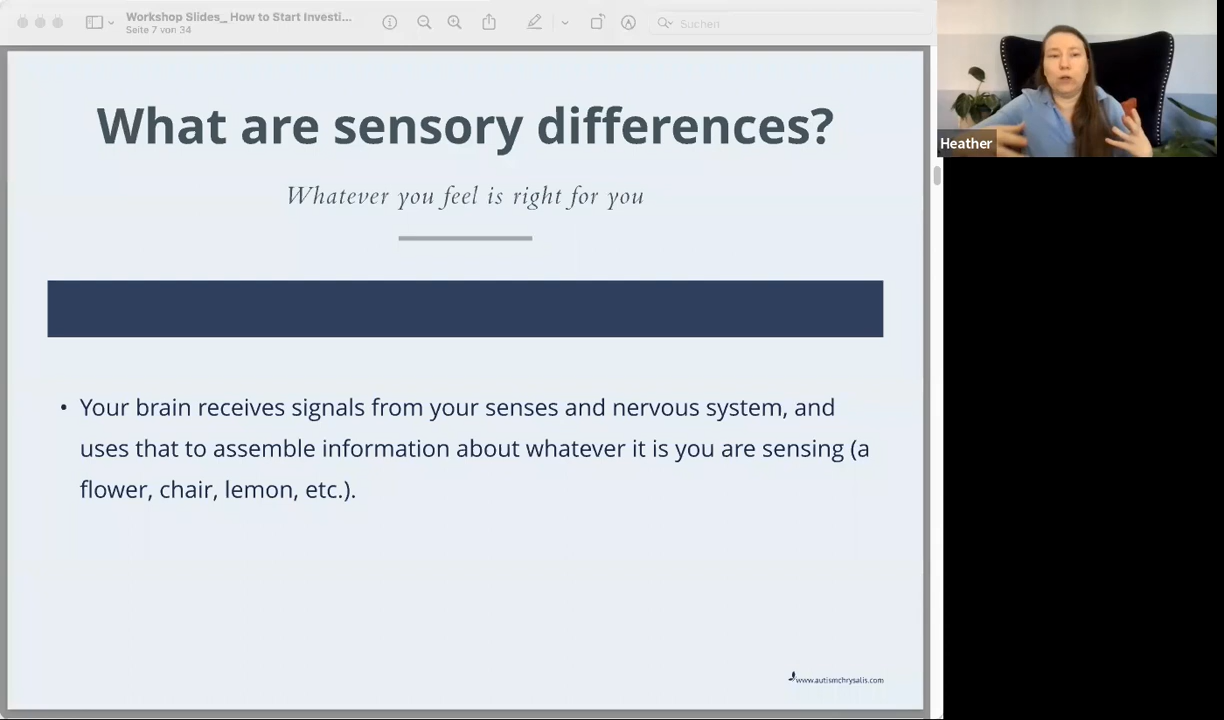 Workshop Slides_ How to Start Investi...
Seite 7 von 34
Suchen
What are sensory differences?
Whatever you feel is right for you
• Your brain receives signals from your senses and nervous system, and
uses that to assemble information about whatever it is you are sensing (a
flower, chair, lemon, etc.).
www.autismchrysalis.com
Heather